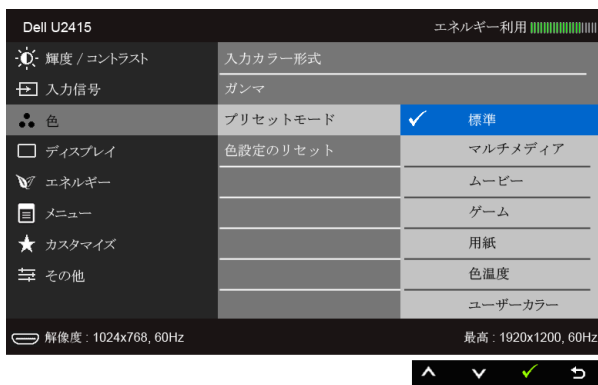 Dell U2415 エネルギー利用
輝度 / コントラスト 入力カラー形式
入力信号 ガンマ
色 プリセットモード 標準
ディスプレイ 色設定のリセット マルチメディア
エネルギー ムービー
メニュー ゲーム
カスタマイズ 用紙
その他 色温度
ユーザーカラー
解像度 : 1024x768, 60Hz 最高 : 1920x1200, 60Hz